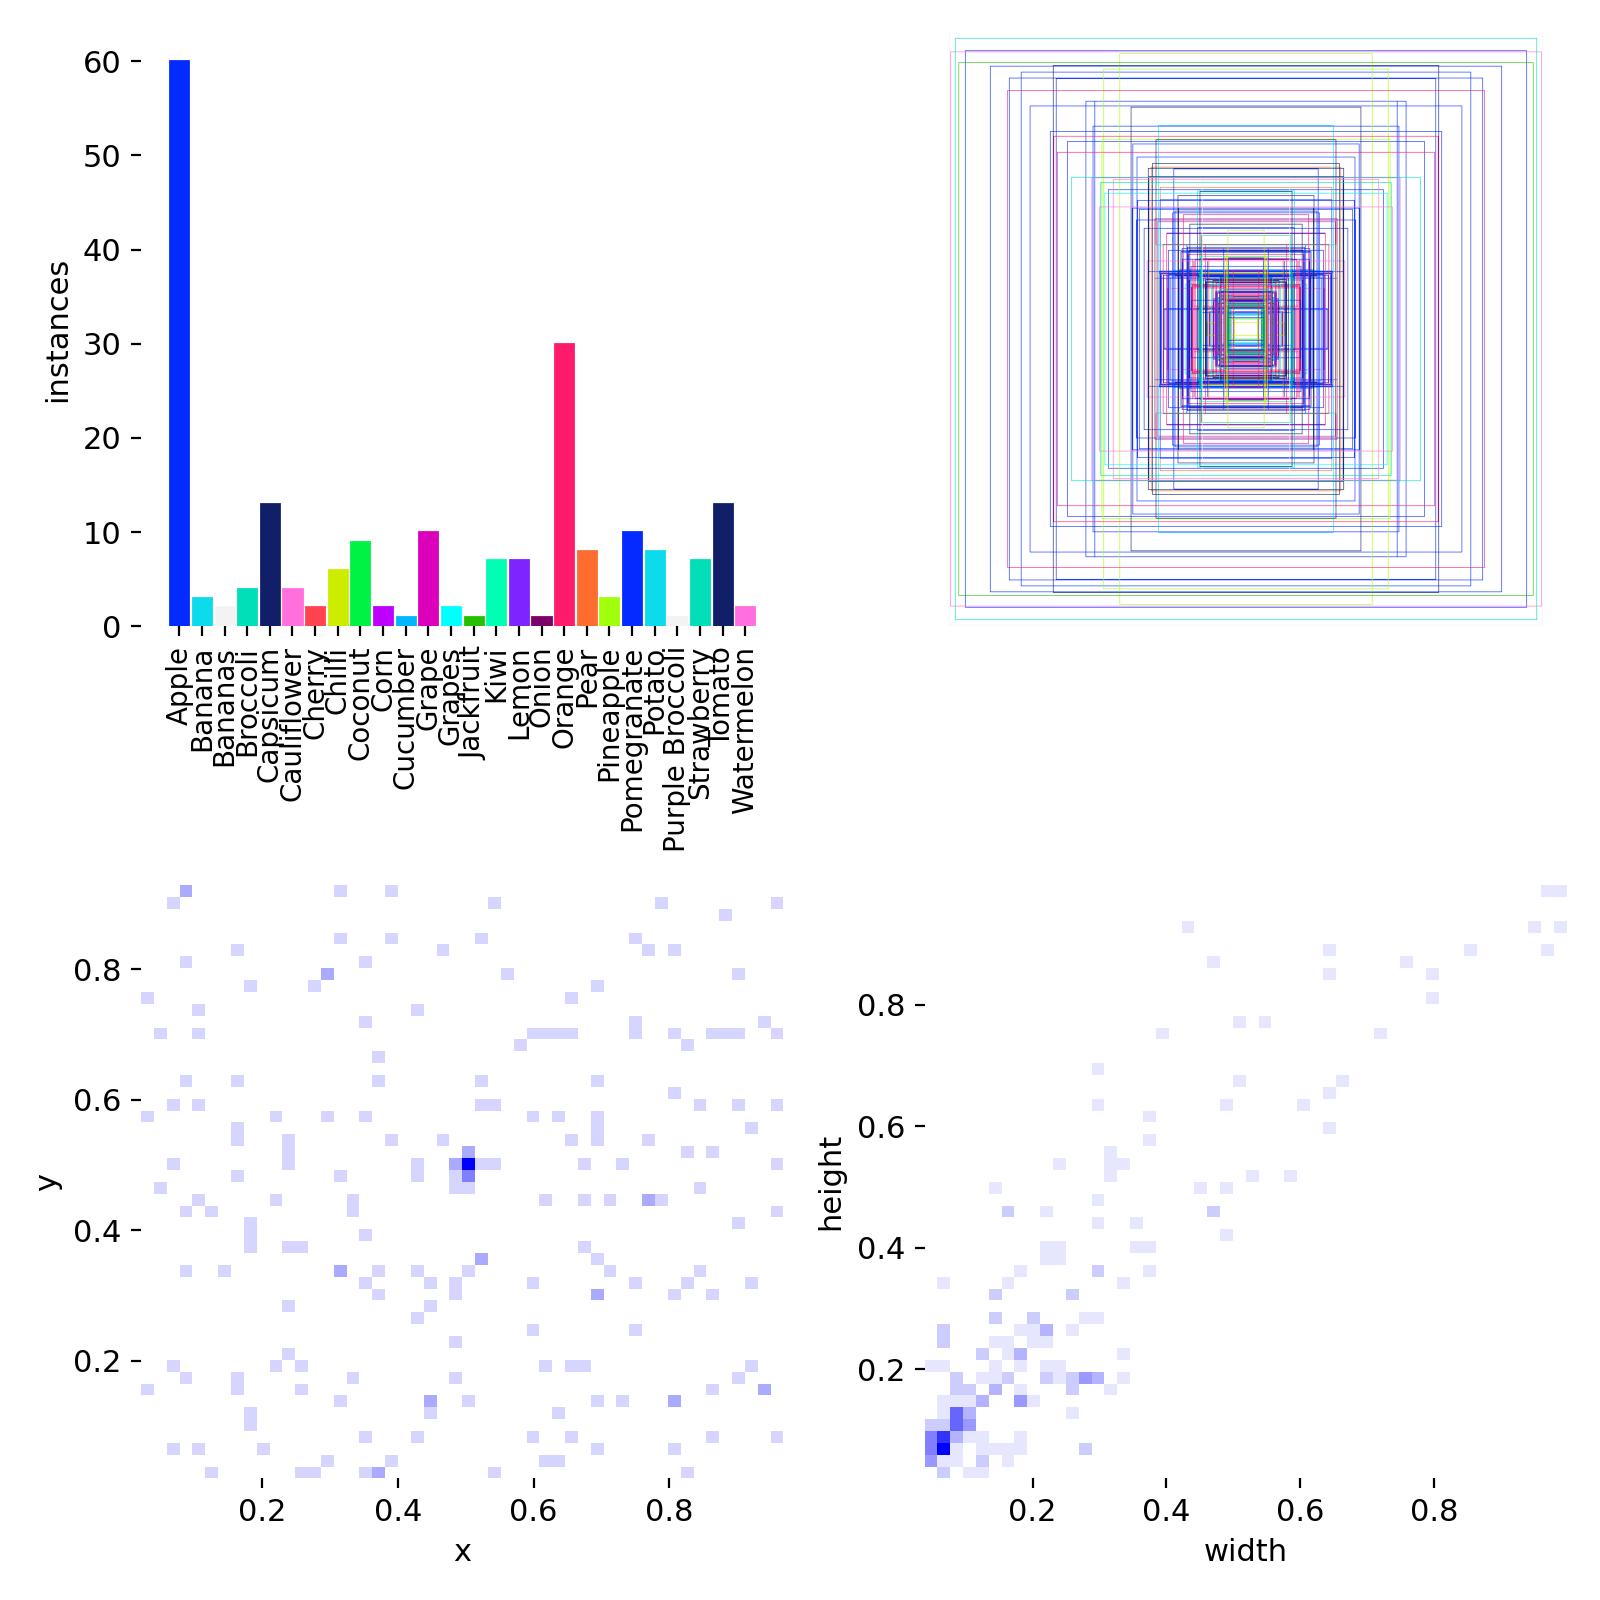 60
50
40
30
20
10
0
instances
Apple
Banana
Bananas
Broccoli
Capsicum
Cauliflower
Cherry
Chilli
Coconut
Corn
Cucumber
Grape
Grapes
Jackfruit
Kiwi
Lemon
Onion
Orange
Pear
Pineapple
Pomegranate
Potato
Purple Broccoli
Strawberry
Tomato
Watermelon
0.8
0.6
0.4
0.2
y
0.2 0.4 0.6 0.8
x
0.8
0.6
0.4
0.2
height
0.2 0.4 0.6 0.8
width